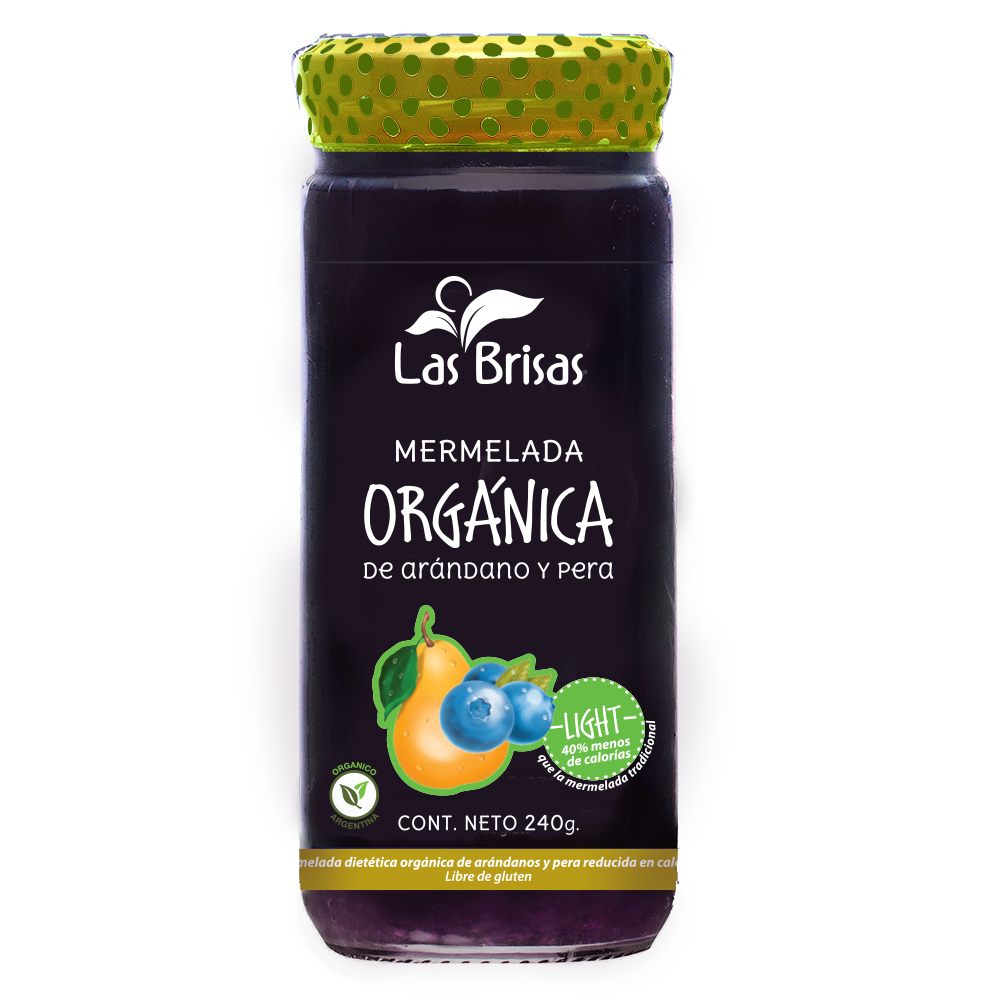 Las Brisas
MERMELADA
ORGÁNICA
DE aránDano Y Pera
LIGHT
40% menos
de calorías
que la mermelada tradicional
ORGANICO
ARGENTINA
CONT. NETO 240g.
melada dietética orgánica de arándanos y pera reducida en cal
Libre de gluten